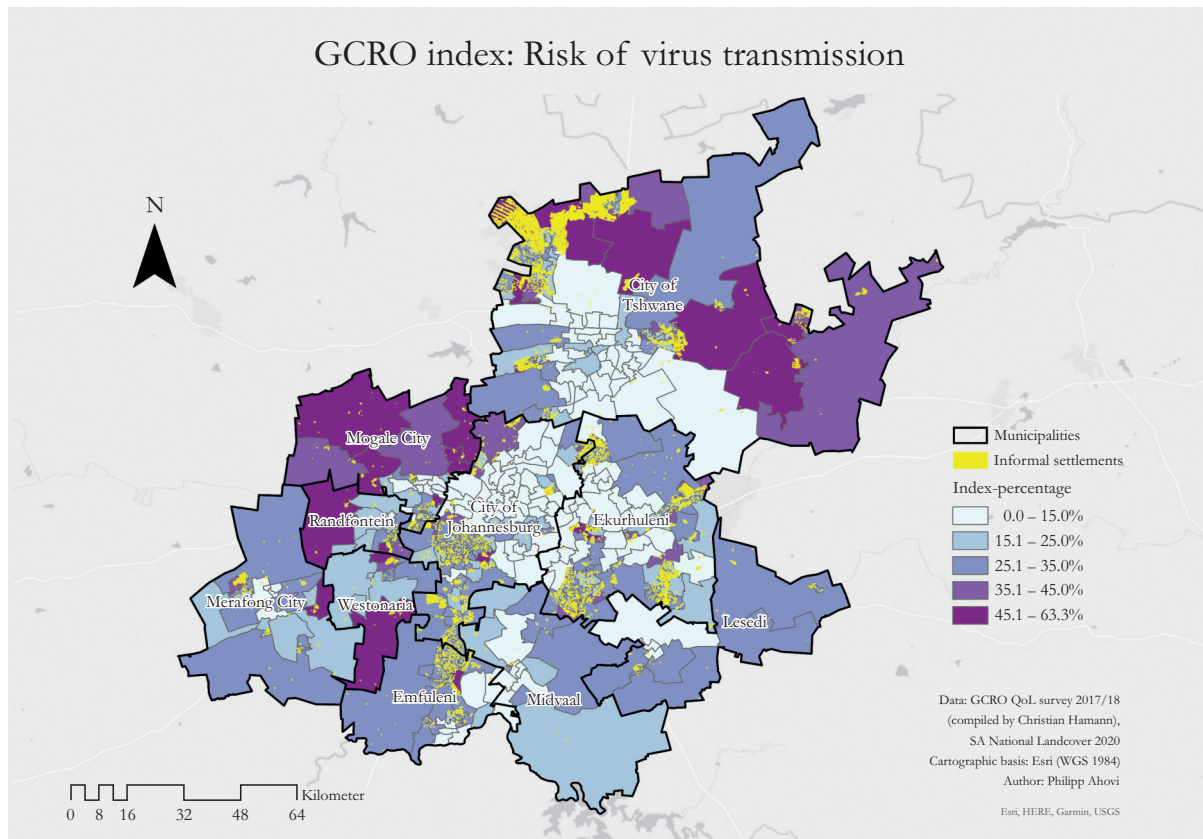 GCRO index: Risk of virus transmission
N
City of
Tshwane
Mogale City
Randfontein
City of
Johannesburg
Ekurhuleni
Merafong City
Westonaria
Lesedi
Emfuleni
Midvaal
Municipalities
Informal settlements
Index-percentage
0.0 – 15.0%
15.1 – 25.0%
25.1 – 35.0%
35.1 – 45.0%
45.1 – 63.3%
Data: GCRO QoL survey 2017/18
(compiled by Christian Hamann),
SA National Landcover 2020
Cartographic basis: Esri (WGS 1984)
Author: Philipp Ahovi
Esri, HERE, Garmin, USGS
Kilometer
0 8 16 32 48 64